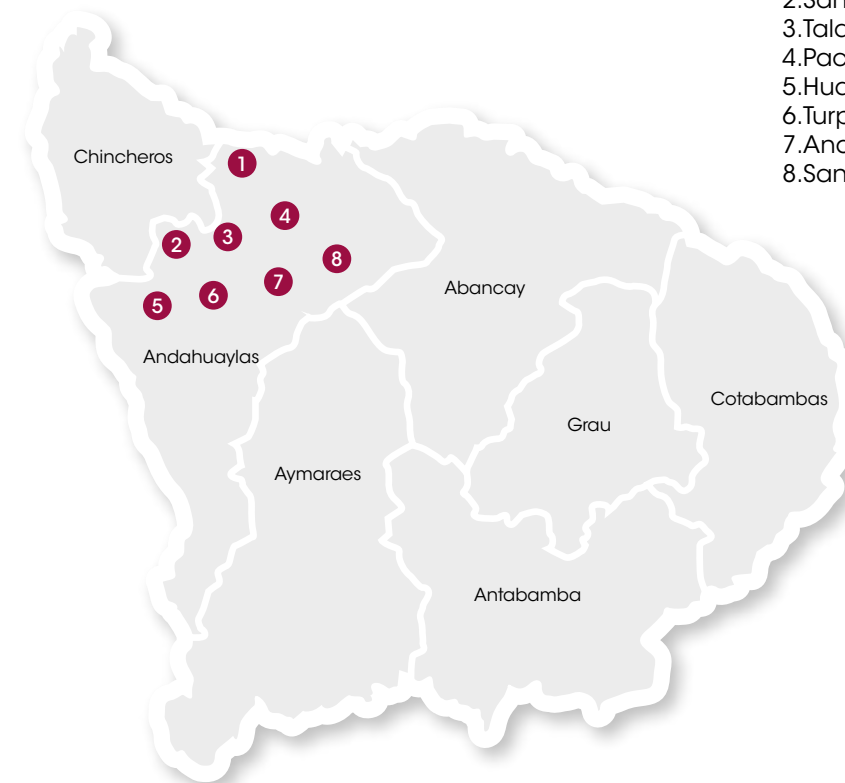 3.Tala
4.Pac
5.Hua
6.Turp
7.And
8.San
Chincheros
1
4
3
2
8
7
6
5
Abancay
Andahuaylas
Cotabambas
Grau
Aymaraes
Antabamba